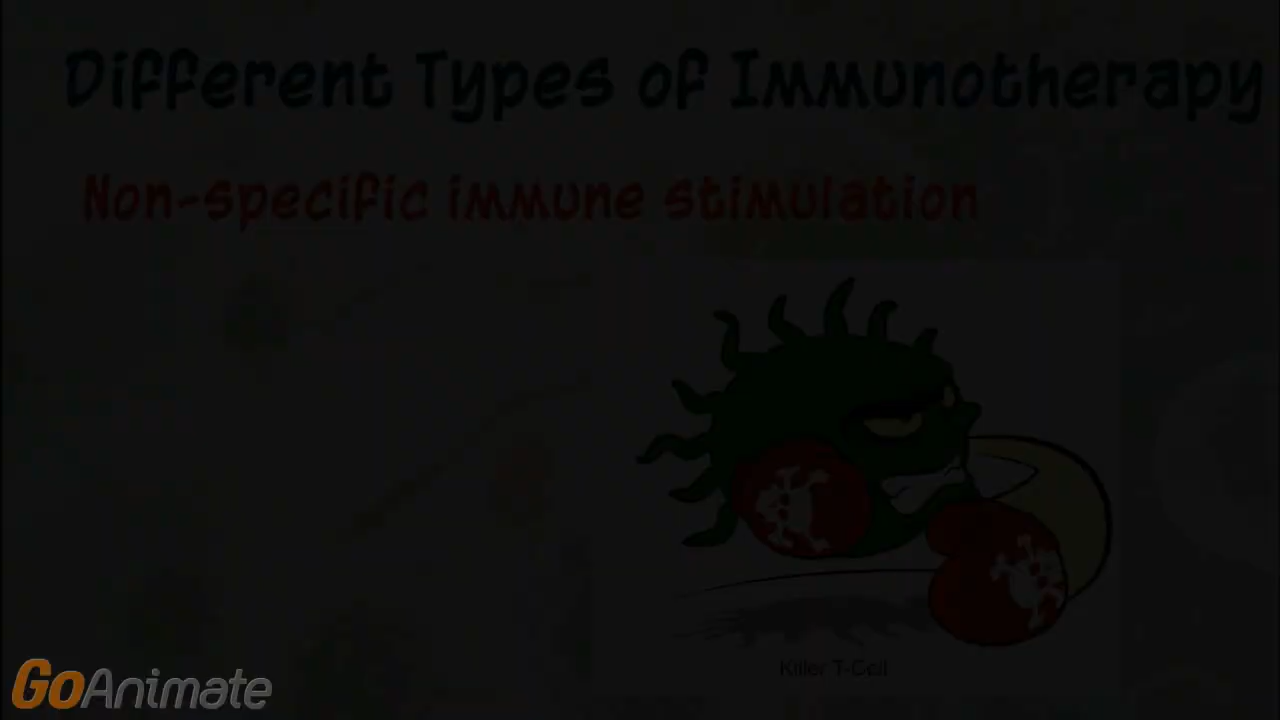 Different Types of Immunotherapy
Non-specific immune stimulation
Killer T-Cell
GoAnimate